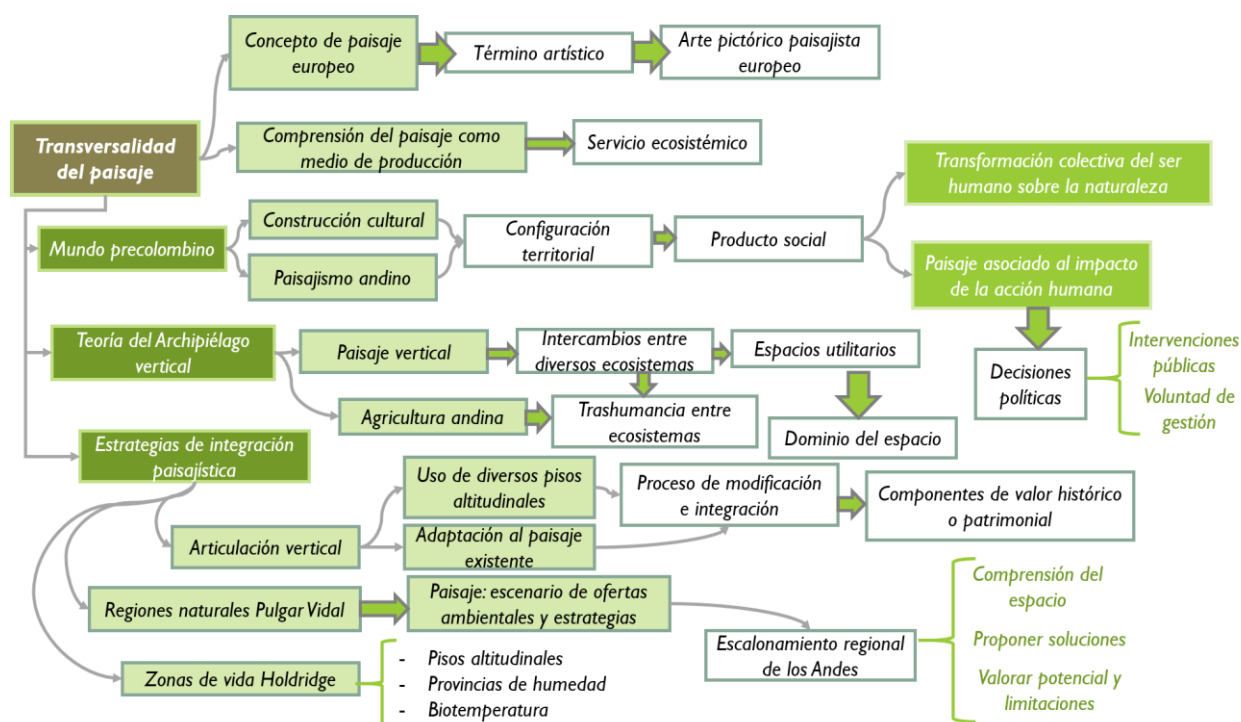 Concepto de paisaje
europeo
Término artístico
Arte pictórico paisajista
europeo
Transversalidad
del paisaje
Comprensión del paisaje como
medio de producción
Servicio ecosistémico
Transformación colectiva del ser
humano sobre la naturaleza
Mundo precolombino
Construcción cultural
Paisajismo andino
Configuración
territorial
Producto social
Paisaje asociado al impacto
de la acción humana
Teoría del Archipiélago
vertical
Paisaje vertical
Intercambios entre
diversos ecosistemas
Espacios utilitarios
Decisiones
políticas
Intervenciones
públicas
Voluntad de
gestión
Agricultura andina
Trashumancia entre
ecosistemas
Dominio del espacio
Estrategias de integración
paisajística
Articulación vertical
Uso de diversos pisos
altitudinales
Adaptación al paisaje
existente
Proceso de modificación
e integración
Componentes de valor histórico
o patrimonial
Regiones naturales Pulgar Vidal
Paisaje: escenario de ofertas
ambientales y estrategias
Escalonamiento regional
de los Andes
Comprensión del
espacio
Proponer soluciones
Valorar potencial y
limitaciones
Zonas de vida Holdridge
- Pisos altitudinales
- Provincias de humedad
- Biotemperatura